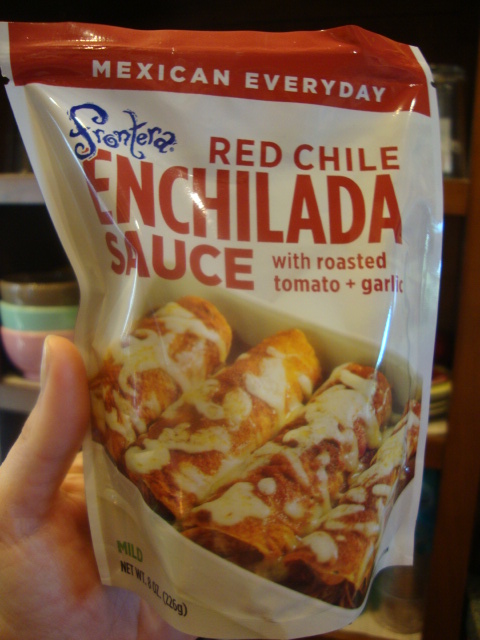 MEXICAN EVERYDAY
Frontera
RED CHILE
ENCHILADA
SAUCE
with roasted
tomato + garlic
MILD
NET WT. 8 OZ. (226g)